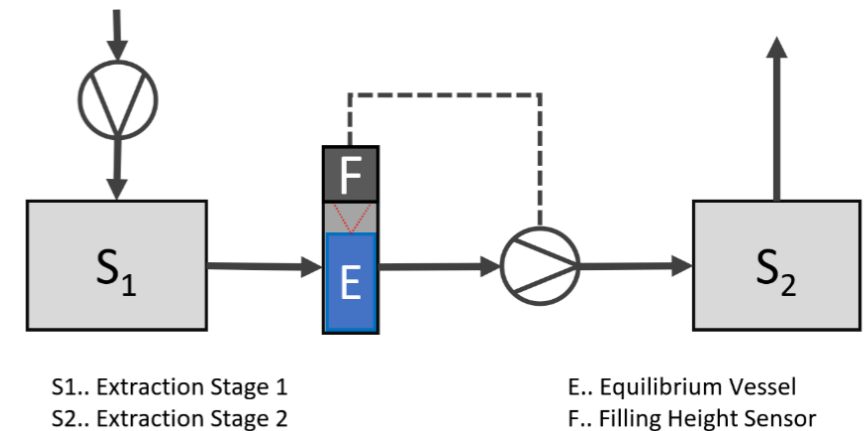 F
S₁
E
S₂
S1.. Extraction Stage 1
S2.. Extraction Stage 2
E.. Equilibrium Vessel
F.. Filling Height Sensor